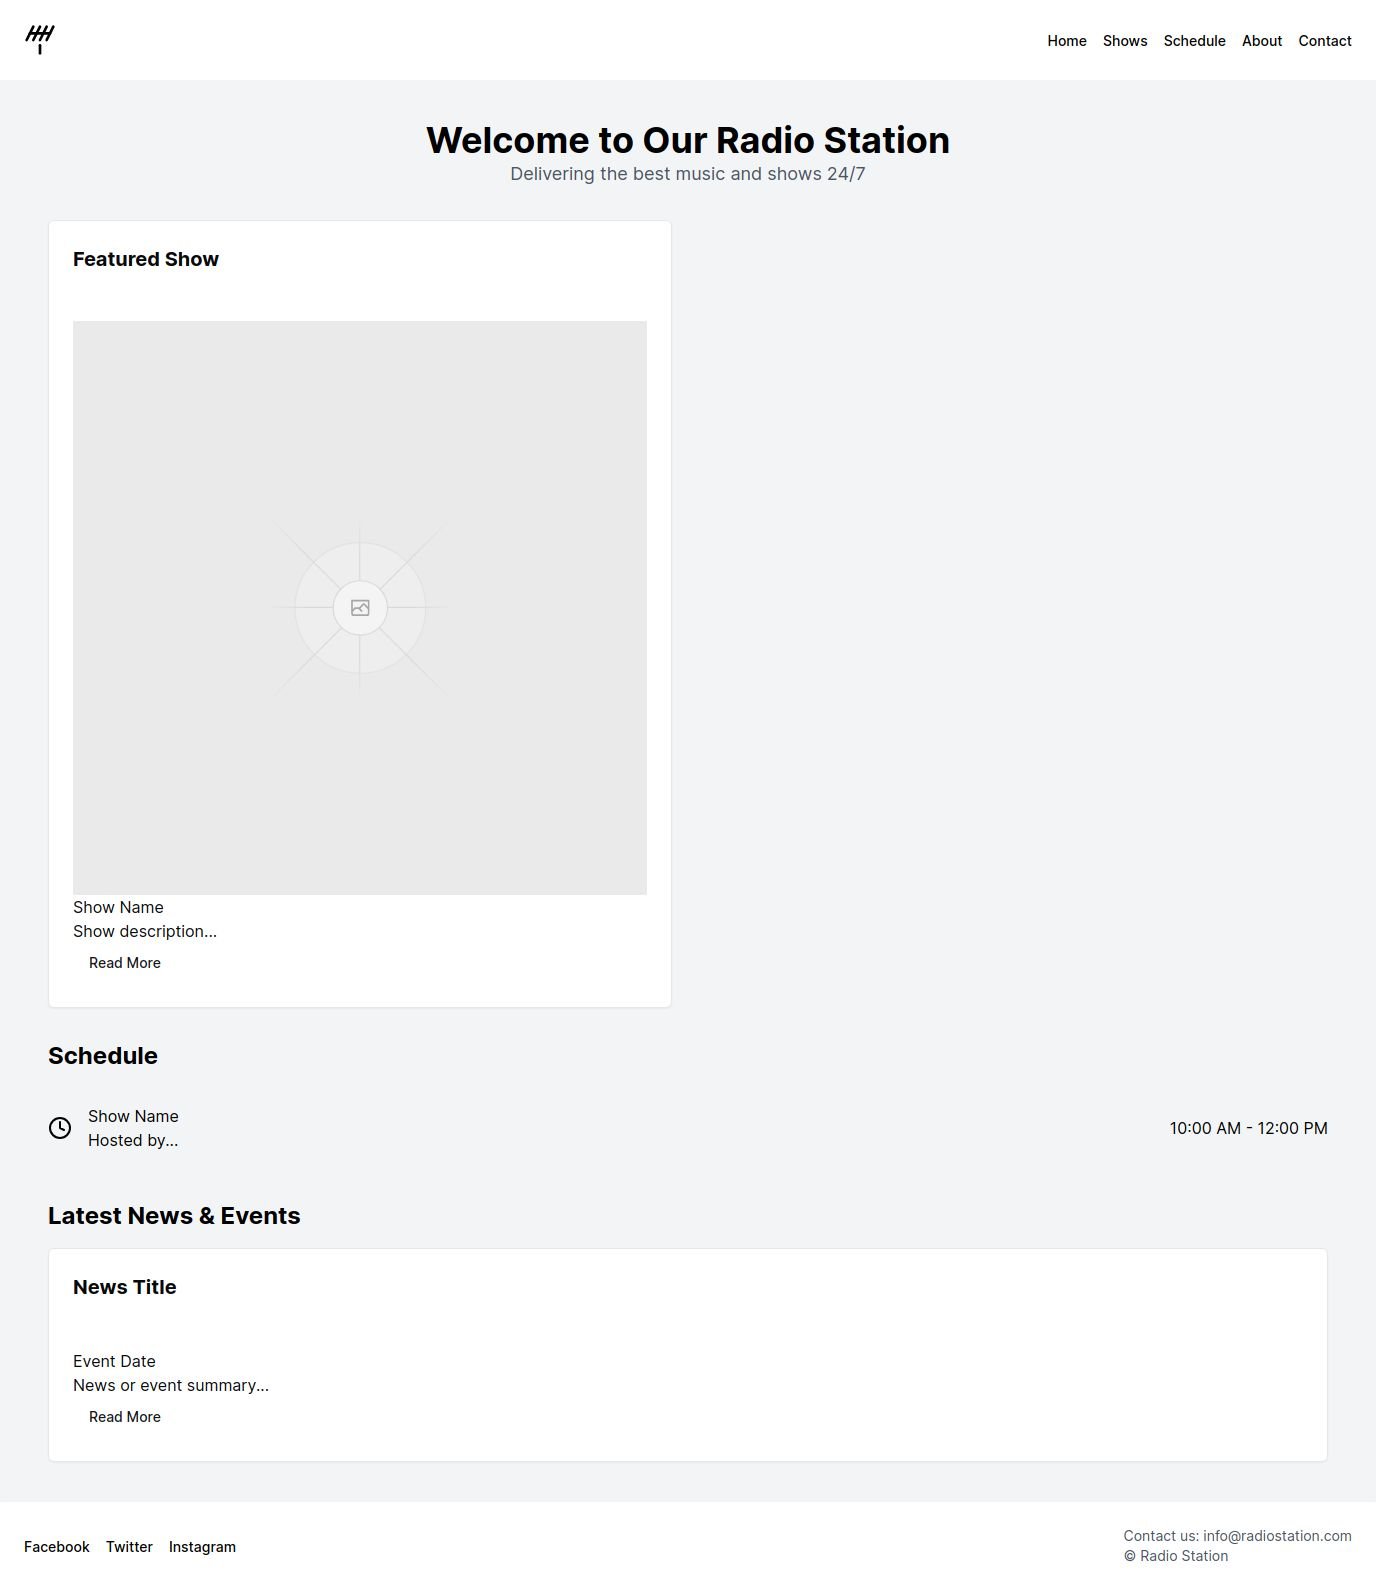 Home Shows Schedule About Contact
Welcome to Our Radio Station
Delivering the best music and shows 24/7
Featured Show
Show Name
Show description...
Read More
Schedule
Show Name
Hosted by...
10:00 AM - 12:00 PM
Latest News & Events
News Title
Event Date
News or event summary...
Read More
Facebook Twitter Instagram
Contact us: info@radiostation.com
© Radio Station